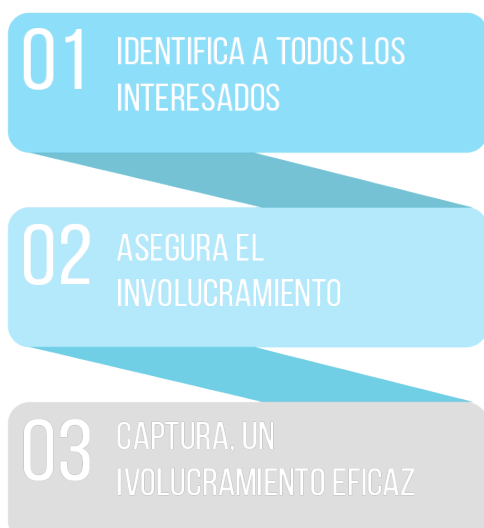 01 IDENTIFICA A TODOS LOS
INTERESADOS
02 ASEGURA EL
INVOLUCRAMIENTO
03 CAPTURA, UN
IVOLUCRAMIENTO EFICAZ